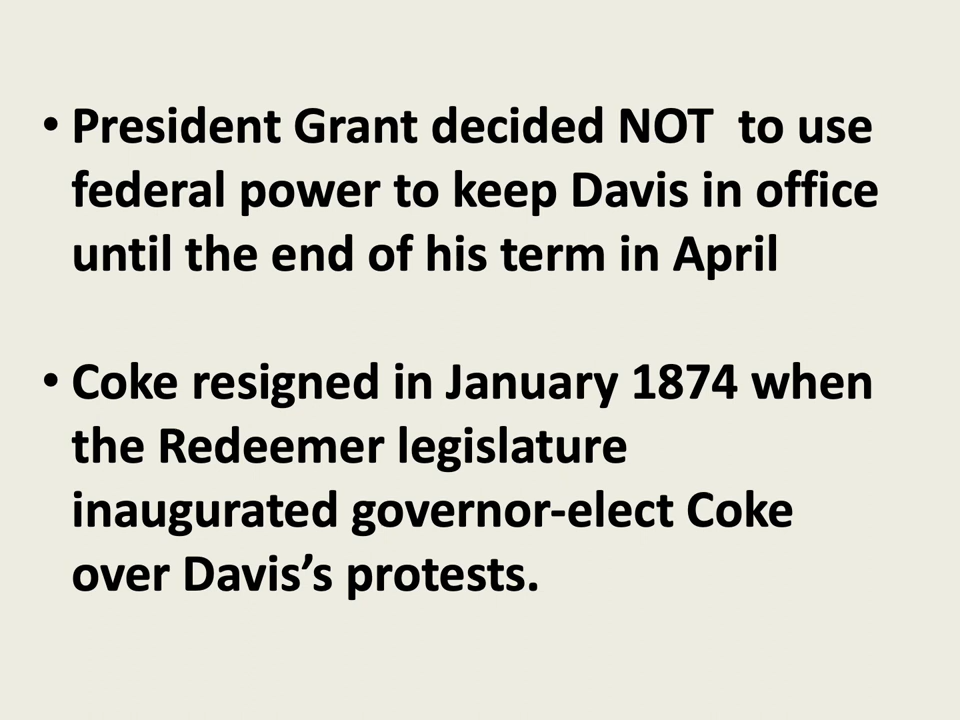 • President Grant decided NOT  to use
federal power to keep Davis in office
until the end of his term in April
• Coke resigned in January 1874 when
the Redeemer legislature
inaugurated governor-elect Coke
over Davis’s protests.